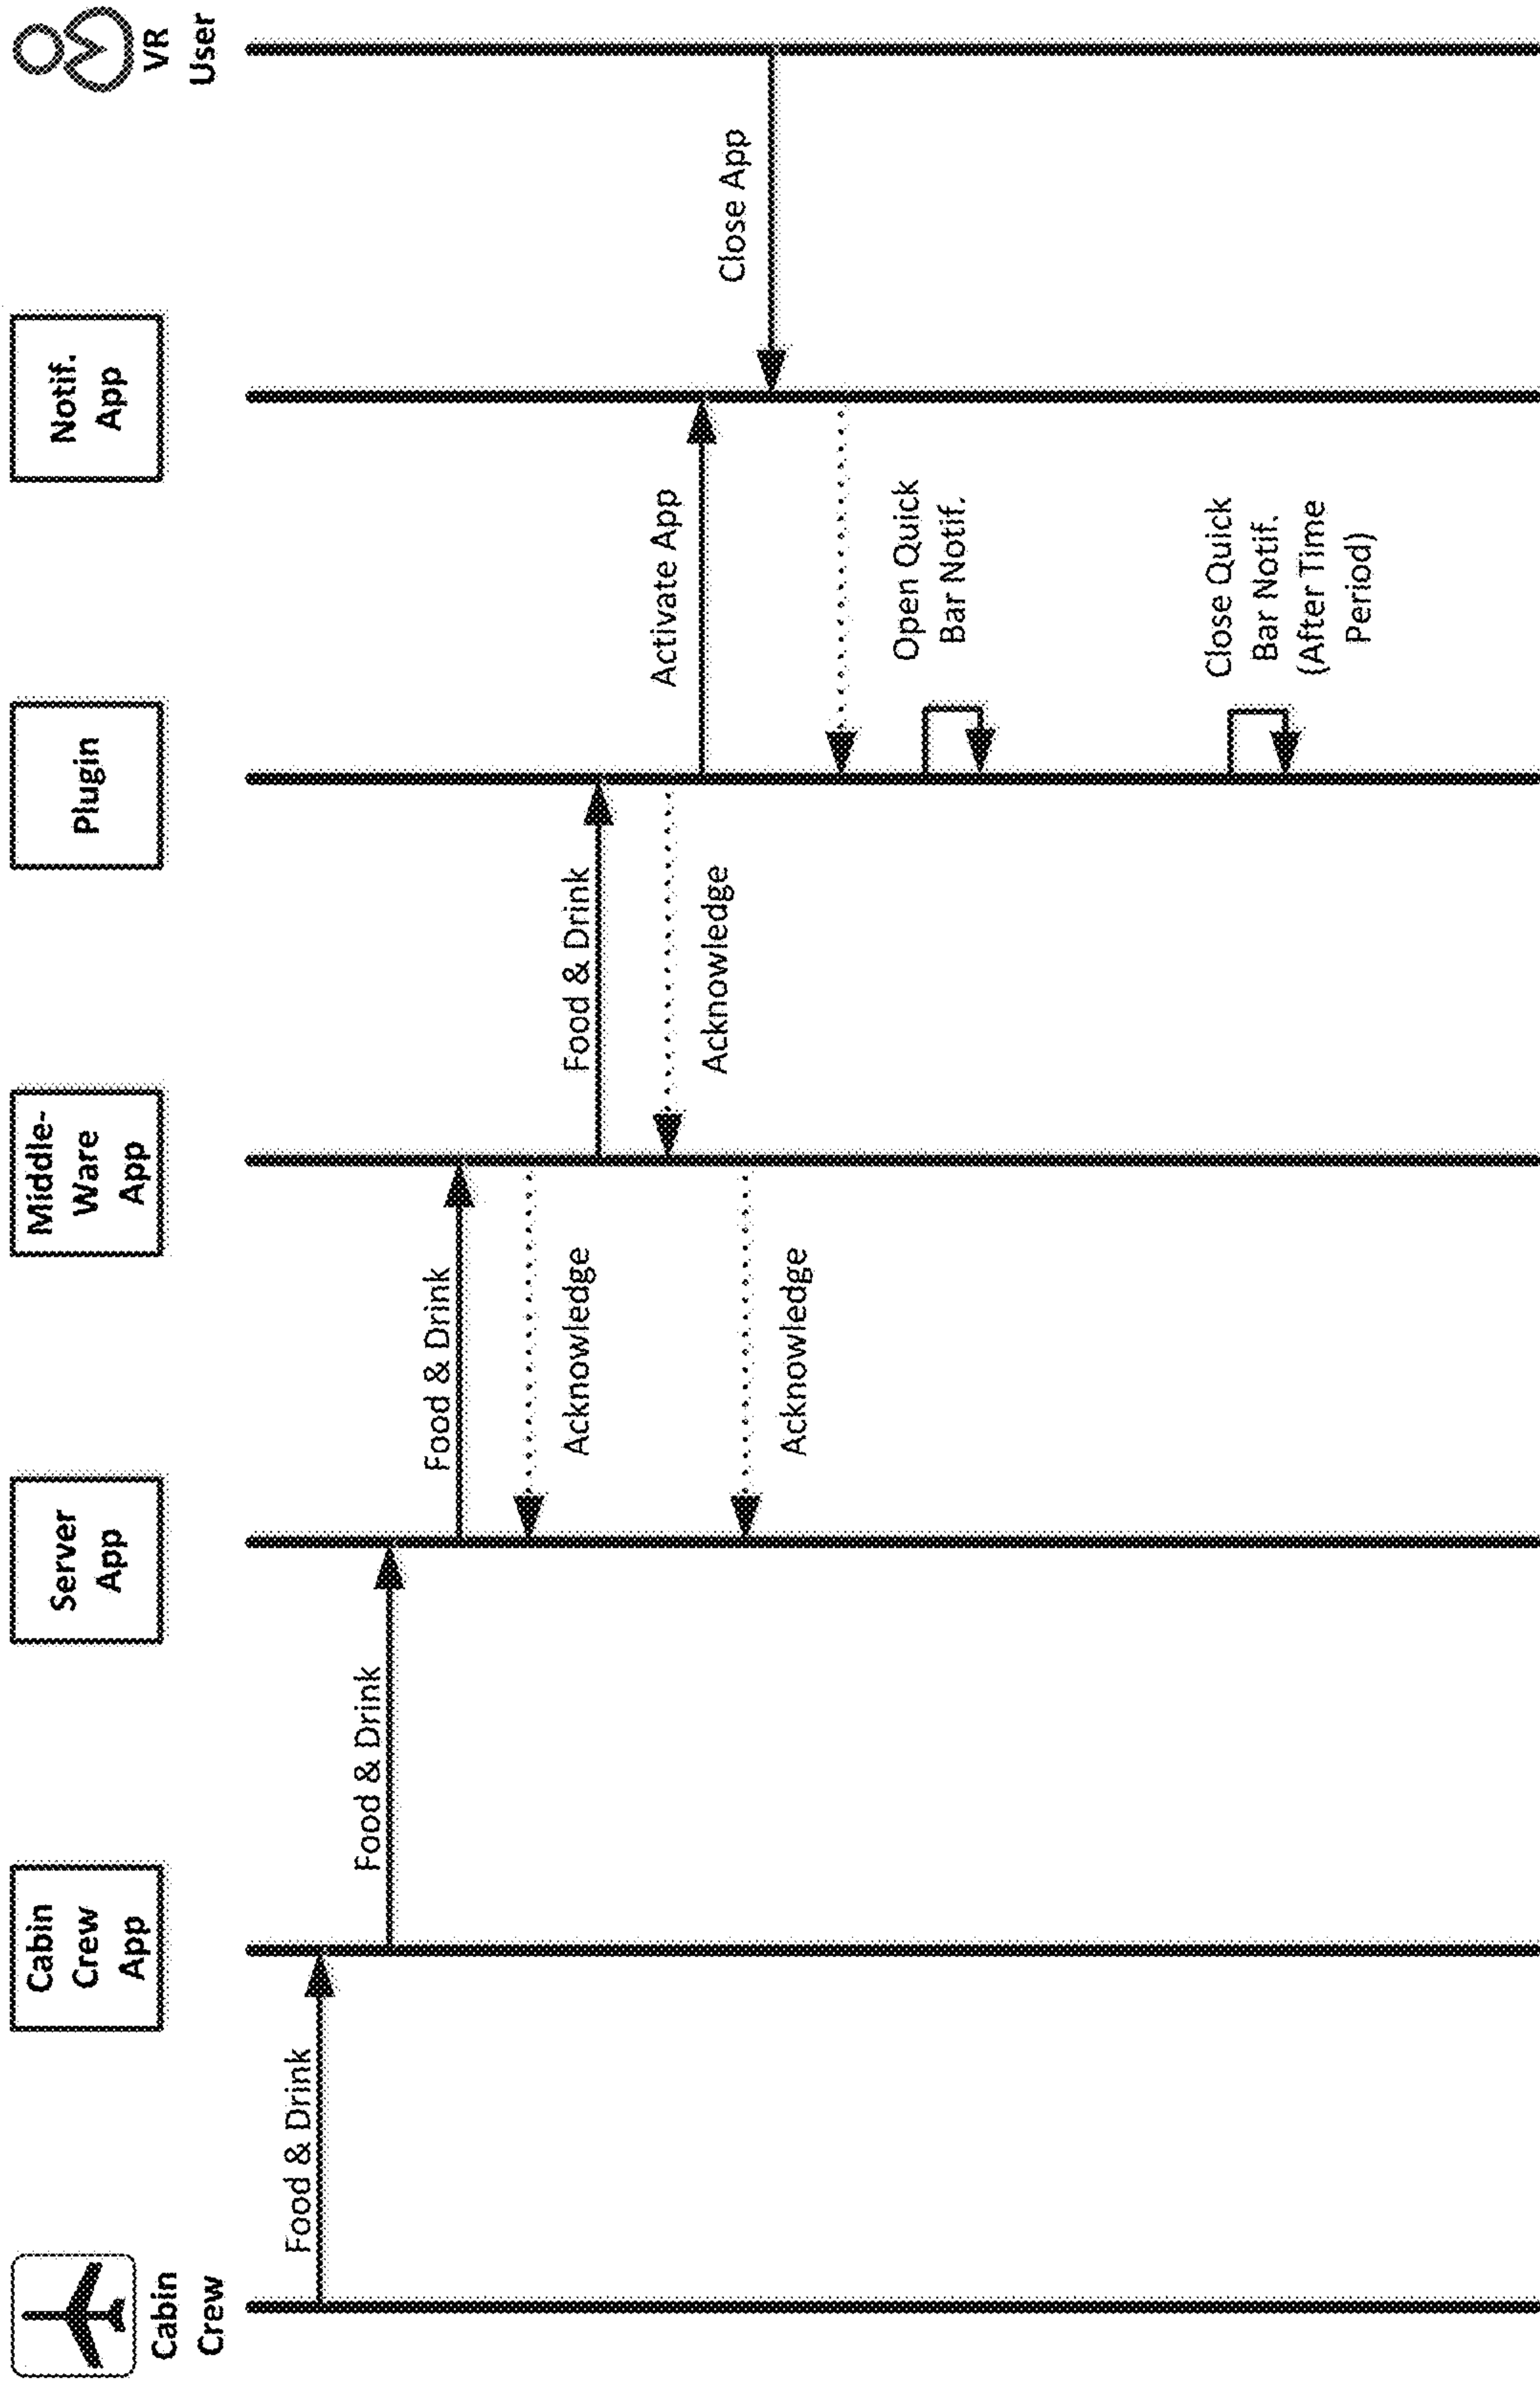 Cabin
Crew
Cabin
Crew
App
Server
App
Middle-
Ware
App
Plugin
Notif.
App
VR
User
Food & Drink
Food & Drink
Food & Drink
Acknowledge
Food & Drink
Acknowledge
Activate App
Acknowledge
Close App
Open Quick
Bar Notif.
Close Quick
Bar Notif.
(After Time
Period)